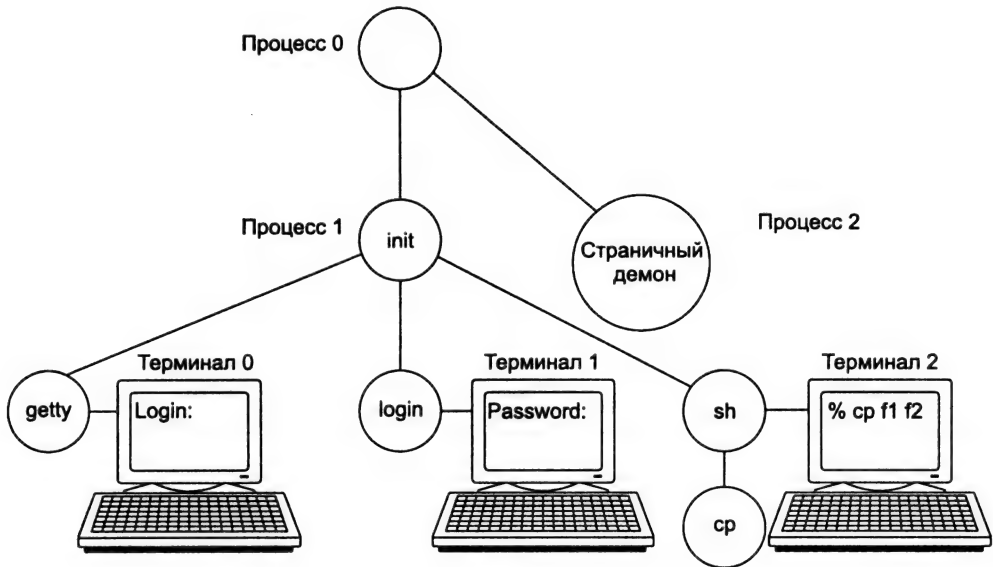 Процесс 0
Процесс 1
init
Процесс 2
Страничный
демон
Терминал 0
Терминал 1
Терминал 2
getty
Login:
login
Password:
sh
% cp f1 f2
cp